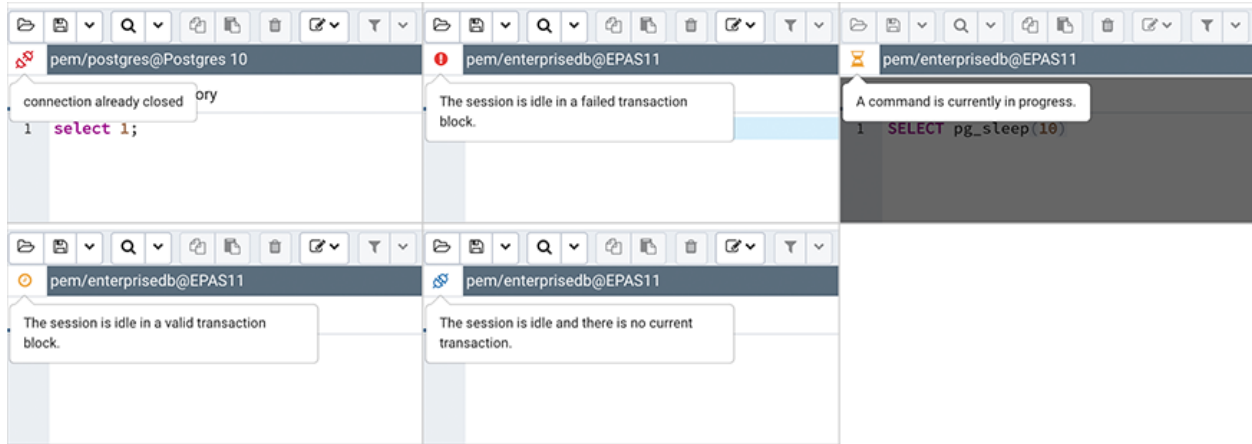 pem/postgres@Postgres 10
connection already closed
ory
1 select 1;
pem/enterprisedb@EPAS11
The session is idle in a failed transaction
block.
pem/enterprisedb@EPAS11
A command is currently in progress.
1 SELECT pg_sleep(10)
pem/enterprisedb@EPAS11
The session is idle in a valid transaction
block.
pem/enterprisedb@EPAS11
The session is idle and there is no current
transaction.